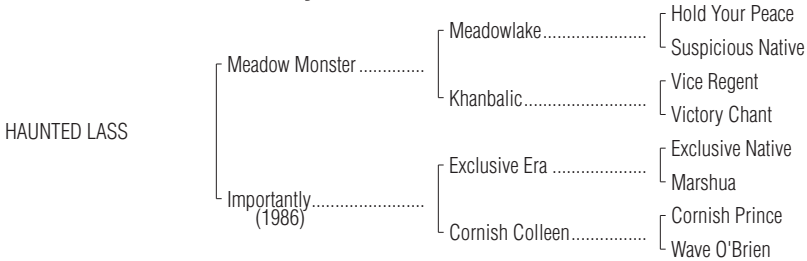 Hold Your Peace
Meadowlake......................
Suspicious Native
Meadow Monster ..............
Vice Regent
Khanbalic..........................
Victory Chant
HAUNTED LASS
Exclusive Native
Exclusive Era ....................
Marshua
Importantly........................
(1986)
Cornish Prince
Cornish Colleen................
Wave O'Brien